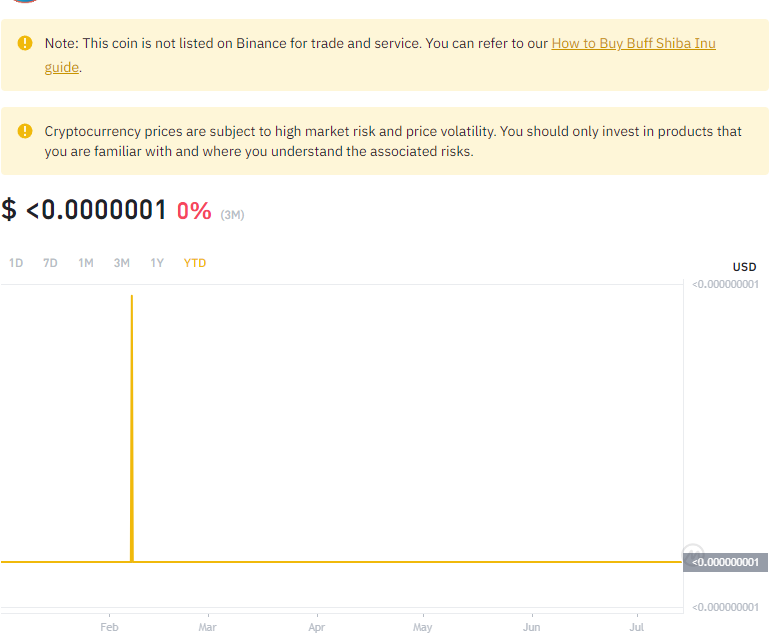 Note: This coin is not listed on Binance for trade and service. You can refer to our How to Buy Buff Shiba Inu
guide.
Cryptocurrency prices are subject to high market risk and price volatility. You should only invest in products that
you are familiar with and where you understand the associated risks.
$ <0.0000001 0% (3M)
1D 7D 1M 3M 1Y YTD
USD
<0.000000001
<0.000000001
<0.000000001
Feb Mar Apr May Jun Jul